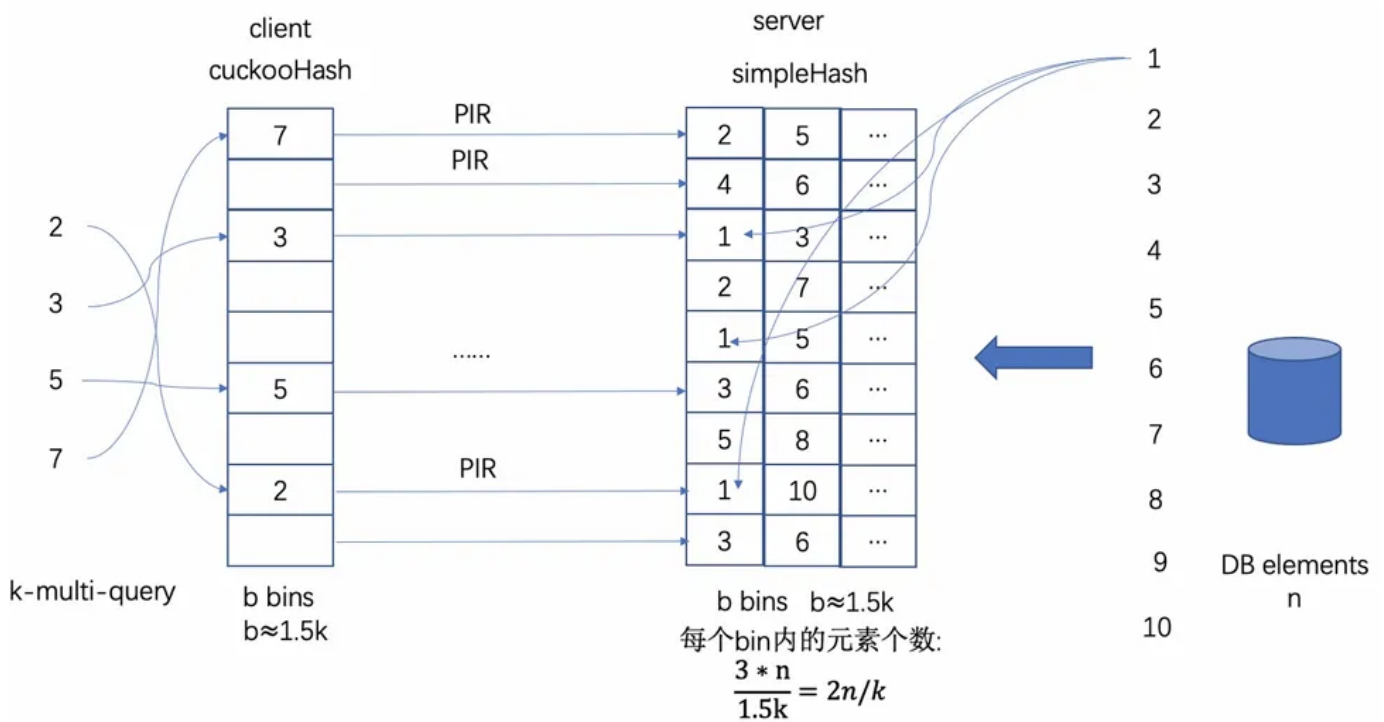 client
cuckooHash
server
simpleHash
2
3
5
7
k-multi-query
7
3
5
2
b bins
b≈1.5k
PIR
PIR
......
PIR
2 5 ...
4 6 ...
1 3 ...
2 7 ...
1 5 ...
3 6 ...
5 8 ...
1 10 ...
3 6 ...
b bins b≈1.5k
每个bin内的元素个数:
3 * n
1.5k
= 2n/k
1
2
3
4
5
6
7
8
9
10
DB elements
n